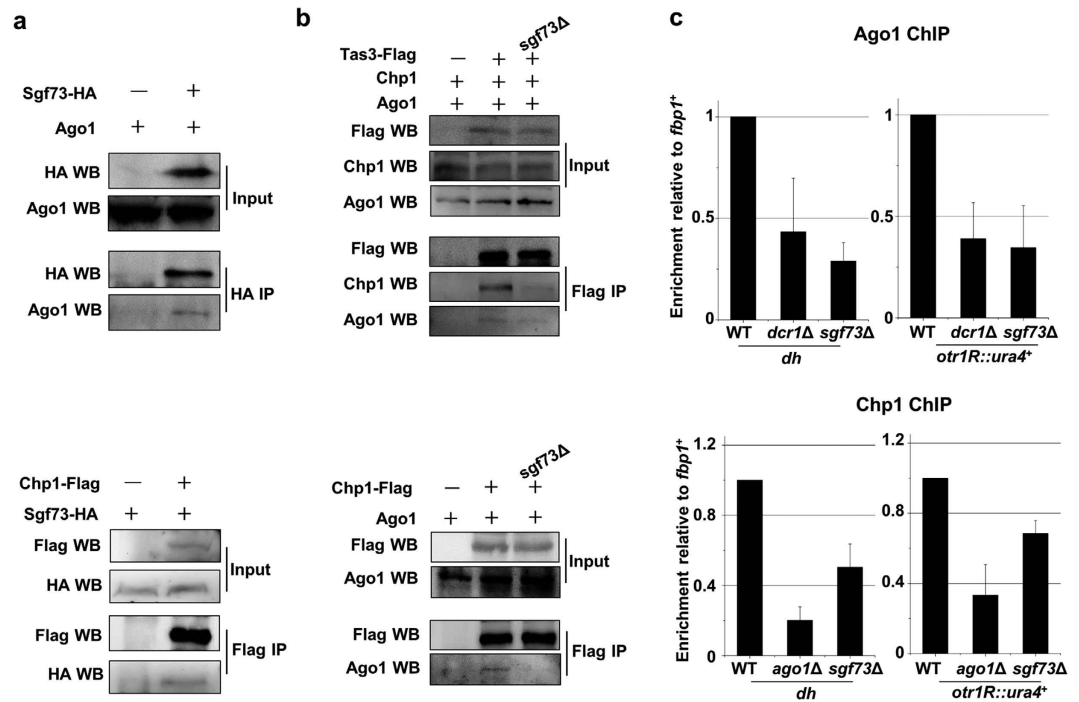 a
Sgf73-HA — +
Ago1 + +
HA WB
Ago1 WB
Input
HA WB
Ago1 WB
HA IP
Chp1-Flag — +
Sgf73-HA + +
Flag WB
HA WB
Input
Flag WB
HA WB
Flag IP
b
sgf73Δ
Tas3-Flag — + +
Chp1 + + +
Ago1 + + +
Flag WB
Chp1 WB
Ago1 WB
Input
Flag WB
Chp1 WB
Ago1 WB
Flag IP
sgf73Δ
Chp1-Flag — + +
Ago1 + + +
Flag WB
Ago1 WB
Input
Flag WB
Ago1 WB
Flag IP
c
Ago1 ChIP
Enrichment relative to fbp1⁺
1
0.5
0
WT dcr1Δ sgf73Δ
dh
1
0.5
0
WT dcr1Δ sgf73Δ
otr1R::ura4⁺
Chp1 ChIP
Enrichment relative to fbp1⁺
1.2
0.8
0.4
0
WT ago1Δ sgf73Δ
dh
1.2
0.8
0.4
0
WT ago1Δ sgf73Δ
otr1R::ura4⁺